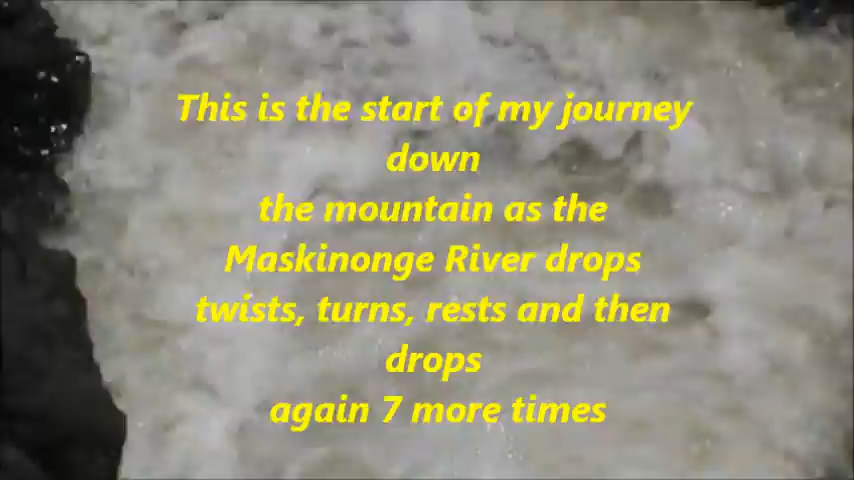 This is the start of my journey
down
the mountain as the
Maskinonge River drops
twists, turns, rests and then
drops
again 7 more times